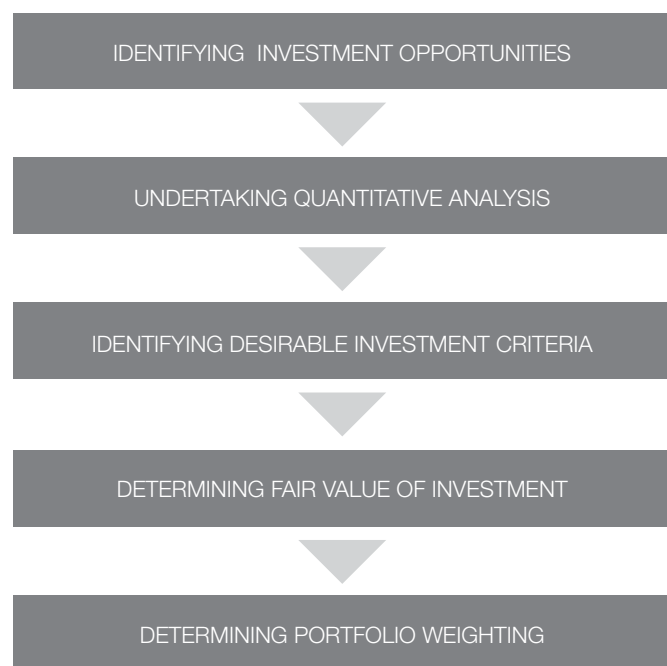 IDENTIFYING INVESTMENT OPPORTUNITIES
UNDERTAKING QUANTITATIVE ANALYSIS
IDENTIFYING DESIRABLE INVESTMENT CRITERIA
DETERMINING FAIR VALUE OF INVESTMENT
DETERMINING PORTFOLIO WEIGHTING